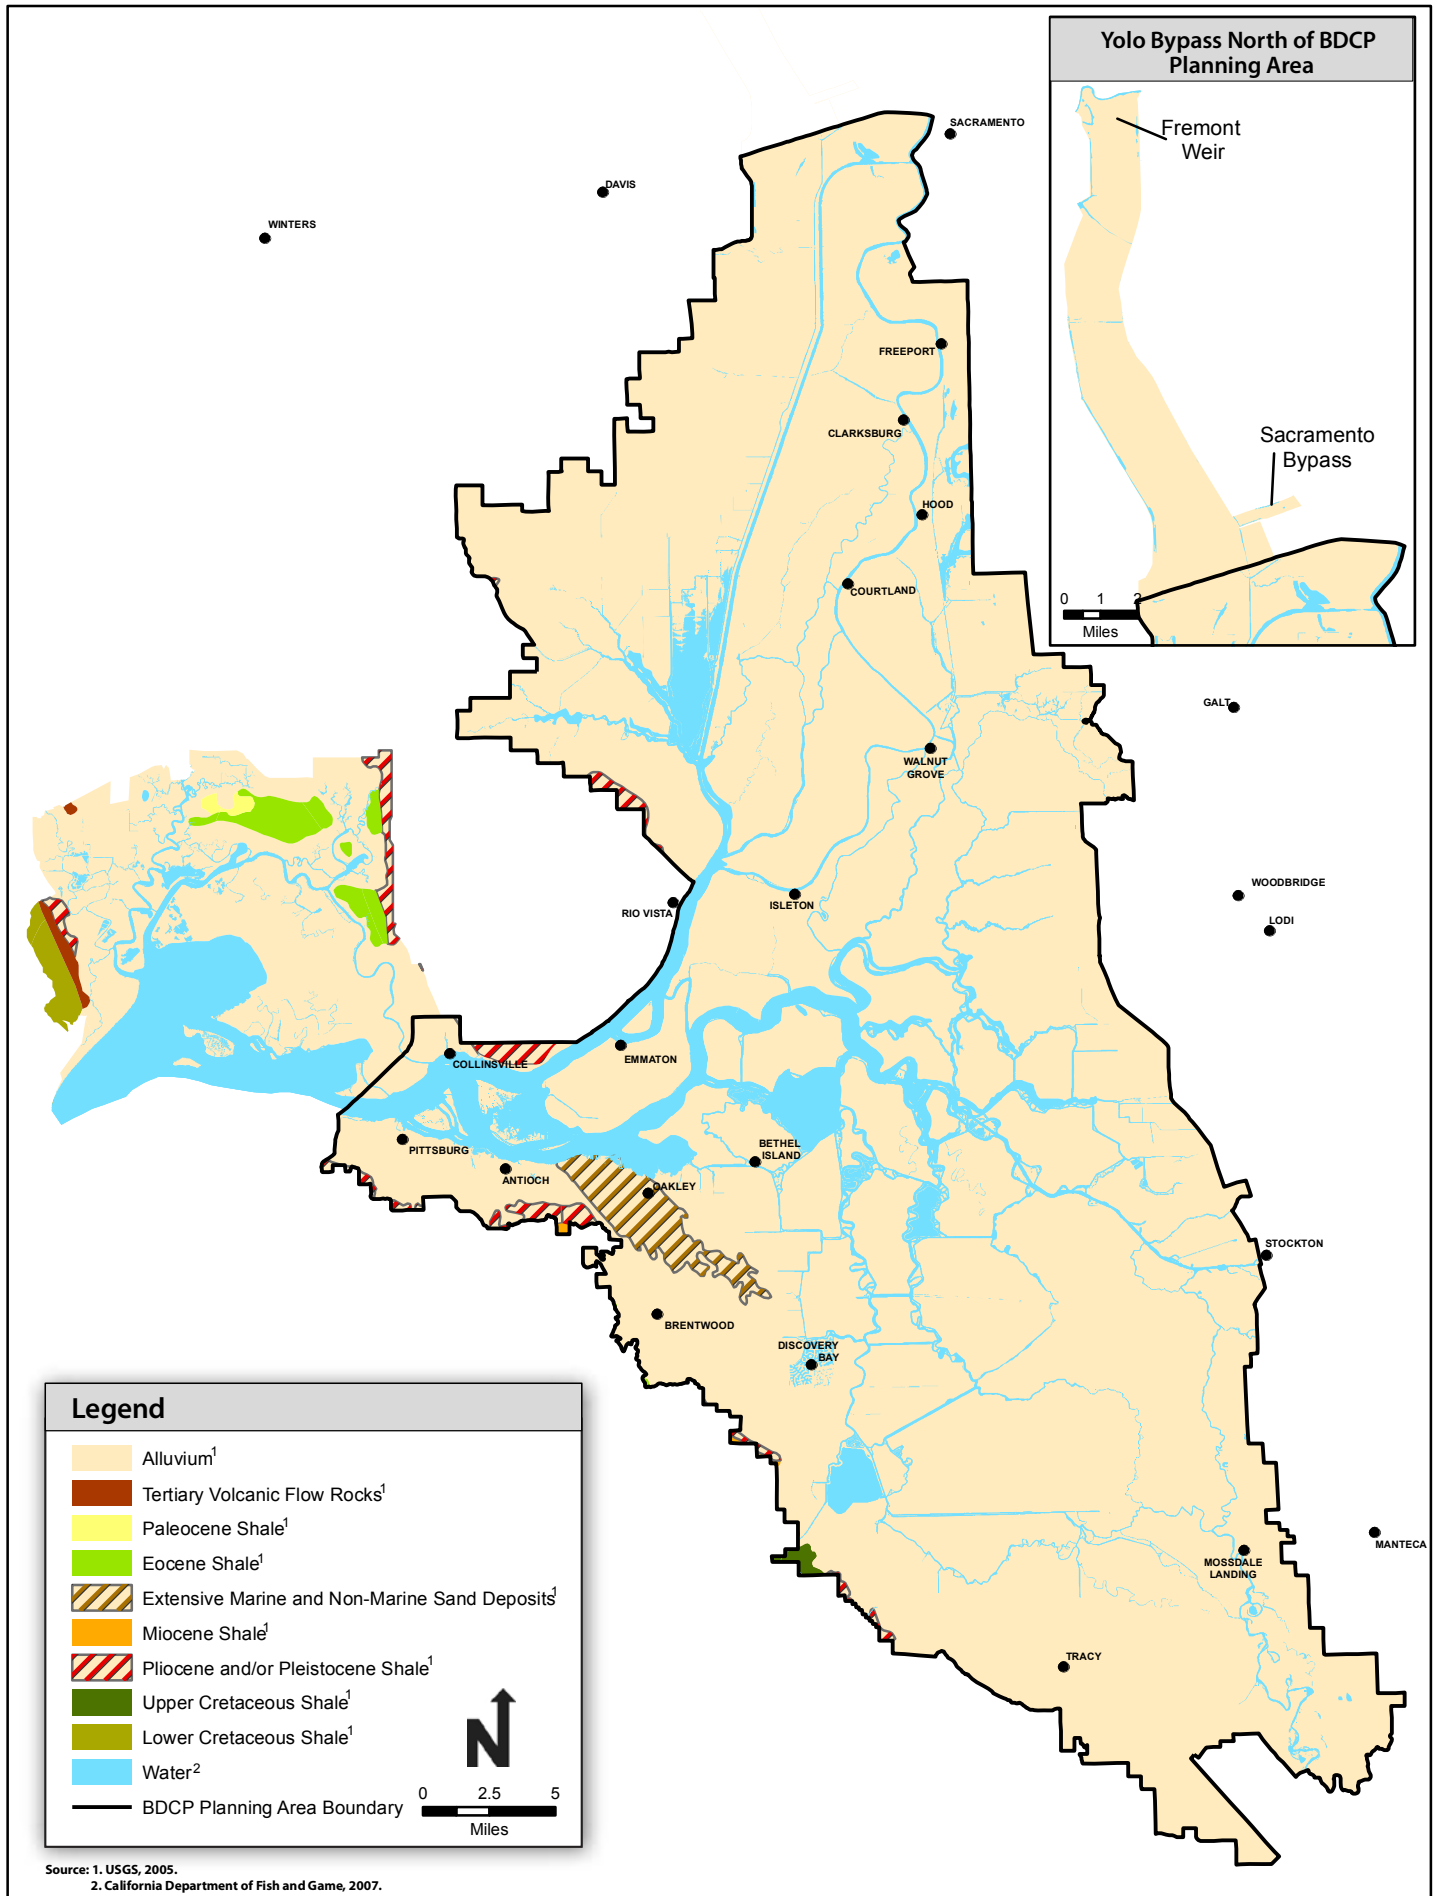 Yolo Bypass North of BDCP
Planning Area
Fremont
Weir
Sacramento
Bypass
0 1 2
Miles
SACRAMENTO
DAVIS
WINTERS
FREEPORT
CLARKSBURG
HOOD
COURTLAND
GALT
WALNUT
GROVE
WOODBRIDGE
RIO VISTA
ISLETON
LODI
EMMATON
COLLINSVILLE
PITTSBURG
BETHEL
ISLAND
ANTIOCH
OAKLEY
STOCKTON
BRENTWOOD
DISCOVERY
BAY
MANTECA
MOSSDALE
LANDING
TRACY
Legend
Alluvium1
Tertiary Volcanic Flow Rocks1
Paleocene Shale1
Eocene Shale1
Extensive Marine and Non-Marine Sand Deposits1
Miocene Shale1
Pliocene and/or Pleistocene Shale1
Upper Cretaceous Shale1
Lower Cretaceous Shale1
Water2
BDCP Planning Area Boundary
N
0 2.5 5
Miles
Source: 1. USGS, 2005.
2. California Department of Fish and Game, 2007.